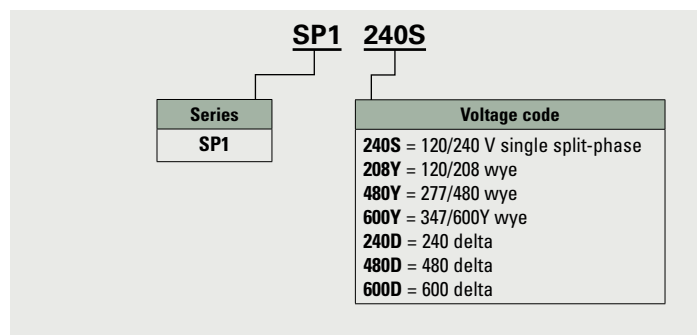 SP1 240S
Series
SP1
Voltage code
240S = 120/240 V single split-phase
208Y = 120/208 wye
480Y = 277/480 wye
600Y = 347/600Y wye
240D = 240 delta
480D = 480 delta
600D = 600 delta